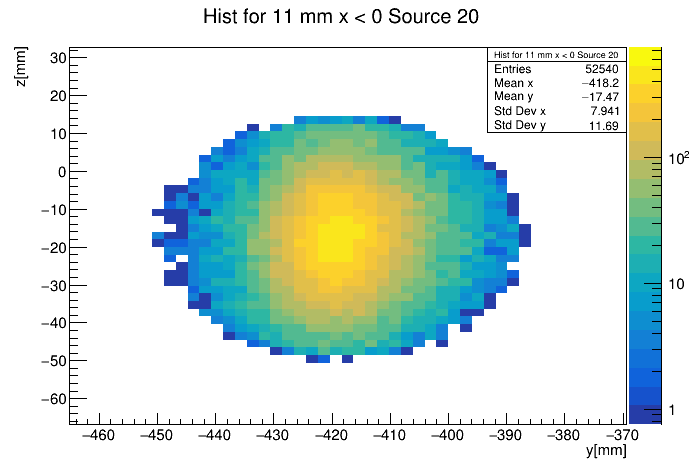 Hist for 11 mm x < 0 Source 20
Hist for 11 mm x < 0 Source 20
Entries 52540
Mean x −418.2
Mean y −17.47
Std Dev x 7.941
Std Dev y 11.69
z[mm]
30
20
10
0
−10
−20
−30
−40
−50
−60
10²
10
1
−460 −450 −440 −430 −420 −410 −400 −390 −380 −370
y[mm]